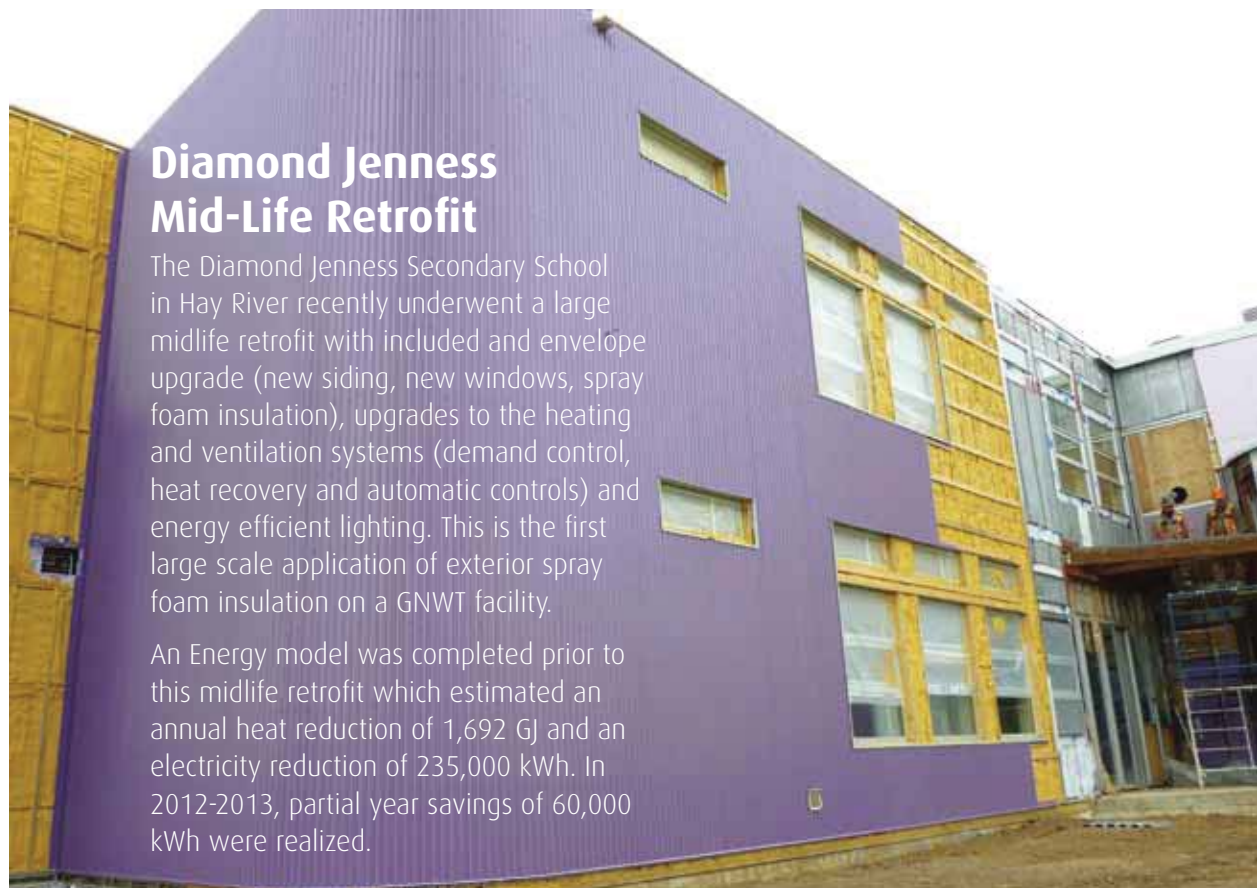 Diamond Jenness
Mid-Life Retrofit
The Diamond Jenness Secondary School
in Hay River recently underwent a large
midlife retrofit with included and envelope
upgrade (new siding, new windows, spray
foam insulation), upgrades to the heating
and ventilation systems (demand control,
heat recovery and automatic controls) and
energy efficient lighting. This is the first
large scale application of exterior spray
foam insulation on a GNWT facility.
An Energy model was completed prior to
this midlife retrofit which estimated an
annual heat reduction of 1,692 GJ and an
electricity reduction of 235,000 kWh. In
2012-2013, partial year savings of 60,000
kWh were realized.